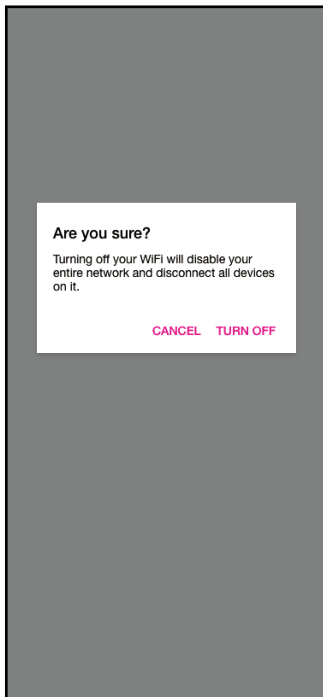 Are you sure?
Turning off your WiFi will disable your
entire network and disconnect all devices
on it.
CANCEL TURN OFF